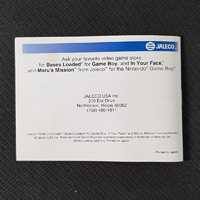 JALECO
Ask your favorite video game store
for Bases Loaded® for Game Boy® and In Your Face,™
and Maru's Mission™ from Jaleco® for the Nintendo® Game Boy®!
JALECO USA Inc
310 Era Drive
Northbrook, Illinois 60062
(708) 480-1811
Printed in Japan